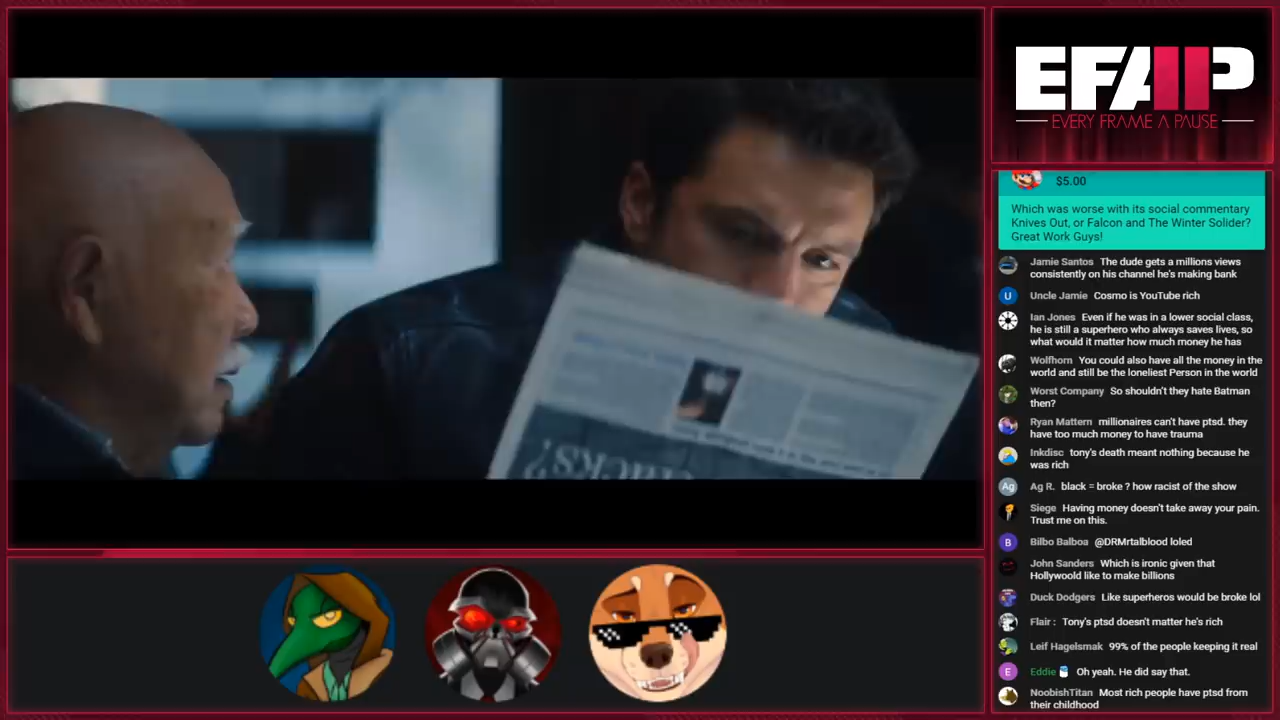 EFAP
EVERY FRAME A PAUSE
$5.00
Which was worse with its social commentary
Knives Out, or Falcon and The Winter Solider?
Great Work Guys!
Jamie Santos The dude gets a millions views
consistently on his channel he's making bank
U Uncle Jamie Cosmo is YouTube rich
Ian Jones Even if he was in a lower social class,
he is still a superhero who always saves lives, so
what would it matter how much money he has
Wolfhorn You could also have all the money in the
world and still be the loneliest Person in the world
Worst Company So shouldn't they hate Batman
then?
Ryan Mattern millionaires can't have ptsd. they
have too much money to have trauma
Inkdisc tony's death meant nothing because he
was rich
Ag Ag R. black = broke ? how racist of the show
Siege Having money doesn't take away your pain.
Trust me on this.
B Bilbo Balboa @DRMrtalblood loled
John Sanders Which is ironic given that
Hollywoold like to make billions
Duck Dodgers Like superheros would be broke lol
Flair : Tony's ptsd doesn't matter he's rich
Leif Hagelsmak 99% of the people keeping it real
E Eddie Oh yeah. He did say that.
NoobishTitan Most rich people have ptsd from
their childhood